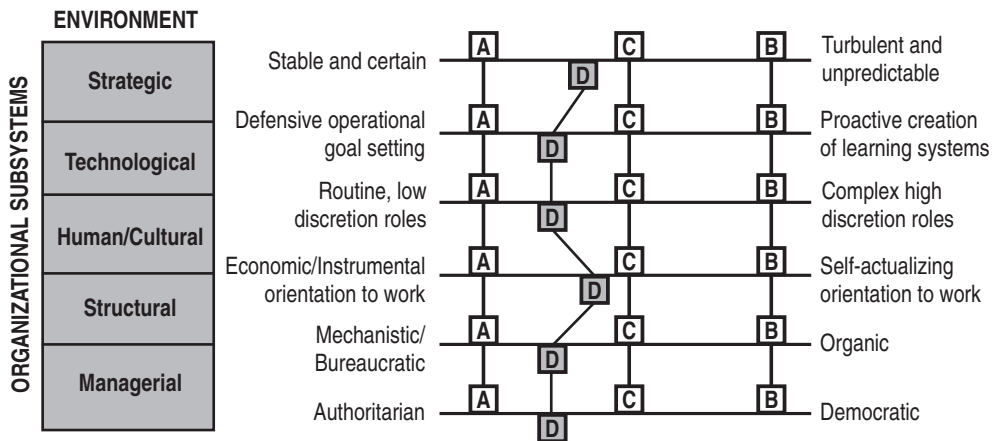 ENVIRONMENT
ORGANIZATIONAL SUBSYSTEMS
Strategic
Technological
Human/Cultural
Structural
Managerial
Stable and certain
A
C
B
D
Turbulent and
unpredictable
Defensive operational
goal setting
A
C
B
D
Proactive creation
of learning systems
Routine, low
discretion roles
A
C
B
D
Complex high
discretion roles
Economic/Instrumental
orientation to work
A
C
B
D
Self-actualizing
orientation to work
Mechanistic/
Bureaucratic
A
C
B
D
Organic
Authoritarian
A
C
B
D
Democratic